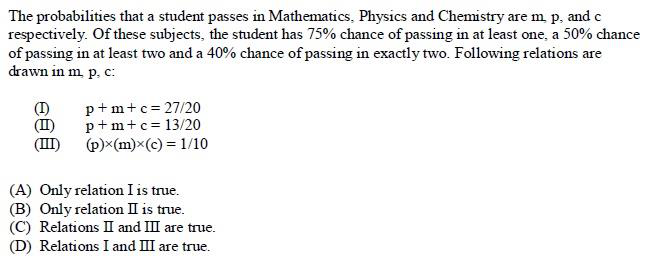 The probabilities that a student passes in Mathematics, Physics and Chemistry are m, p, and c
respectively. Of these subjects, the student has 75% chance of passing in at least one, a 50% chance
of passing in at least two and a 40% chance of passing in exactly two. Following relations are
drawn in m, p, c:
(I) p + m + c = 27/20
(II) p + m + c = 13/20
(III) (p)×(m)×(c) = 1/10
(A) Only relation I is true.
(B) Only relation II is true.
(C) Relations II and III are true.
(D) Relations I and III are true.